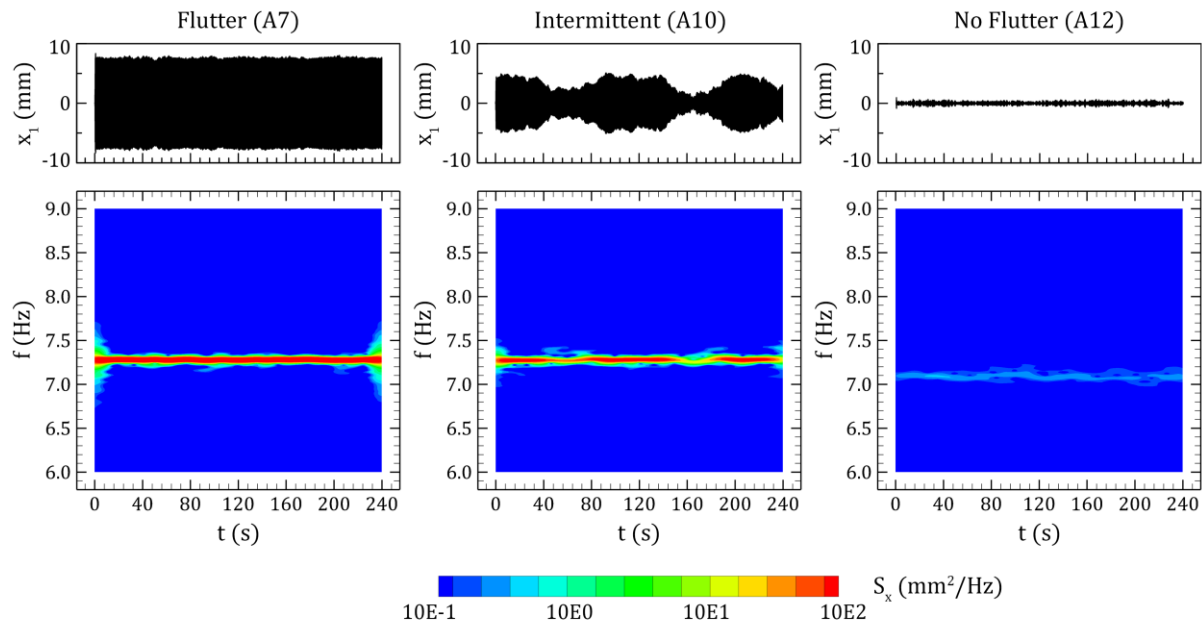 Flutter (A7) Intermittent (A10) No Flutter (A12)
10 10 10
x₁ (mm) x₁ (mm) x₁ (mm)
0 0 0
-10 -10 -10
9.0 9.0 9.0
8.5 8.5 8.5
8.0 8.0 8.0
f (Hz) f (Hz) f (Hz)
7.5 7.5 7.5
7.0 7.0 7.0
6.5 6.5 6.5
6.0 6.0 6.0
0 40 80 120 160 200 240 0 40 80 120 160 200 240 0 40 80 120 160 200 240
t (s) t (s) t (s)
Sₓ (mm²/Hz)
10E-1 10E0 10E1 10E2